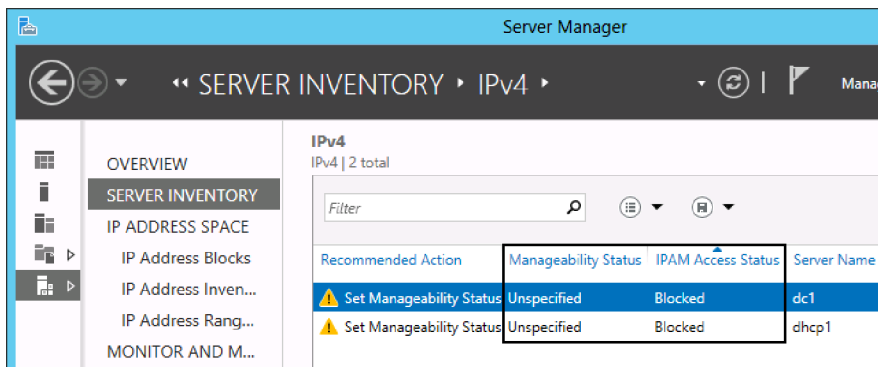 Server Manager
◂◂ SERVER INVENTORY ▸ IPv4 ▸
Mana
OVERVIEW
SERVER INVENTORY
IP ADDRESS SPACE
IP Address Blocks
IP Address Inven...
IP Address Rang...
MONITOR AND M...
IPv4
IPv4 | 2 total
Filter
Recommended Action Manageability Status IPAM Access Status Server Name
Set Manageability Status Unspecified Blocked dc1
Set Manageability Status Unspecified Blocked dhcp1